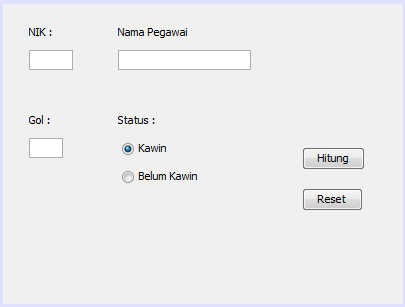 NIK : Nama Pegawai
Gol : Status :
Kawin
Hitung
Belum Kawin
Reset